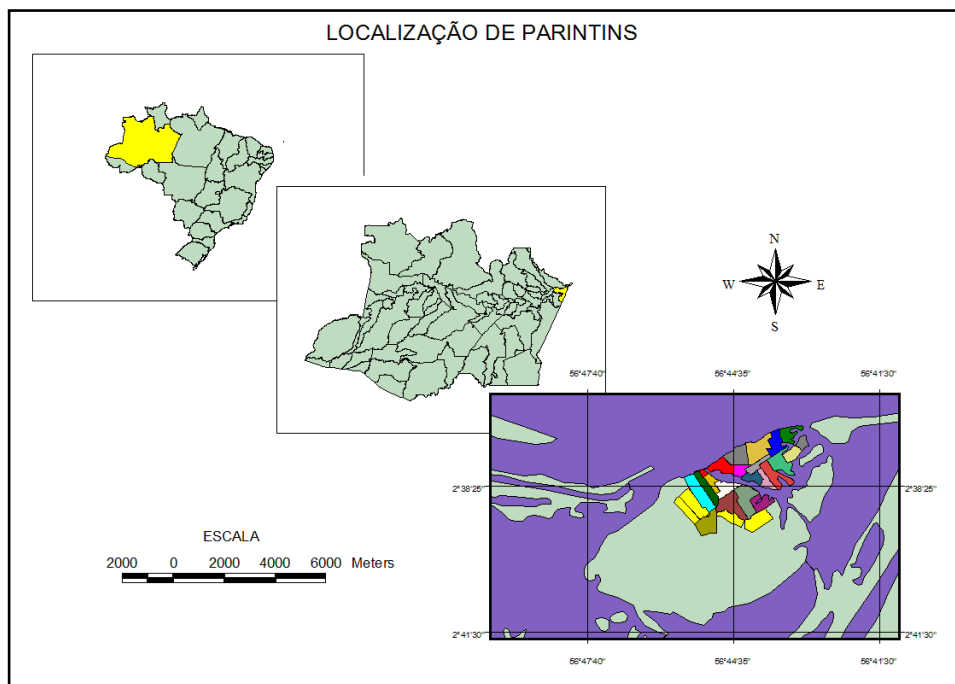 LOCALIZAÇÃO DE PARINTINS
N
W E
S
56°47'40" 56°44'35" 56°41'30"
2°38'25" 2°38'25"
ESCALA
2000 0 2000 4000 6000 Meters
2°41'30" 2°41'30"
56°47'40" 56°44'35" 56°41'30"